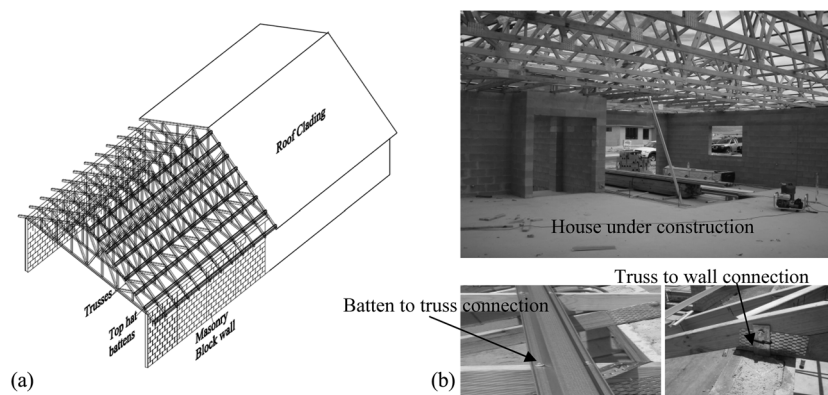 Roof Clading
Trusses
Top hat
battens
Masonry
Block wall
(a)
House under construction
Truss to wall connection
Batten to truss connection
(b)